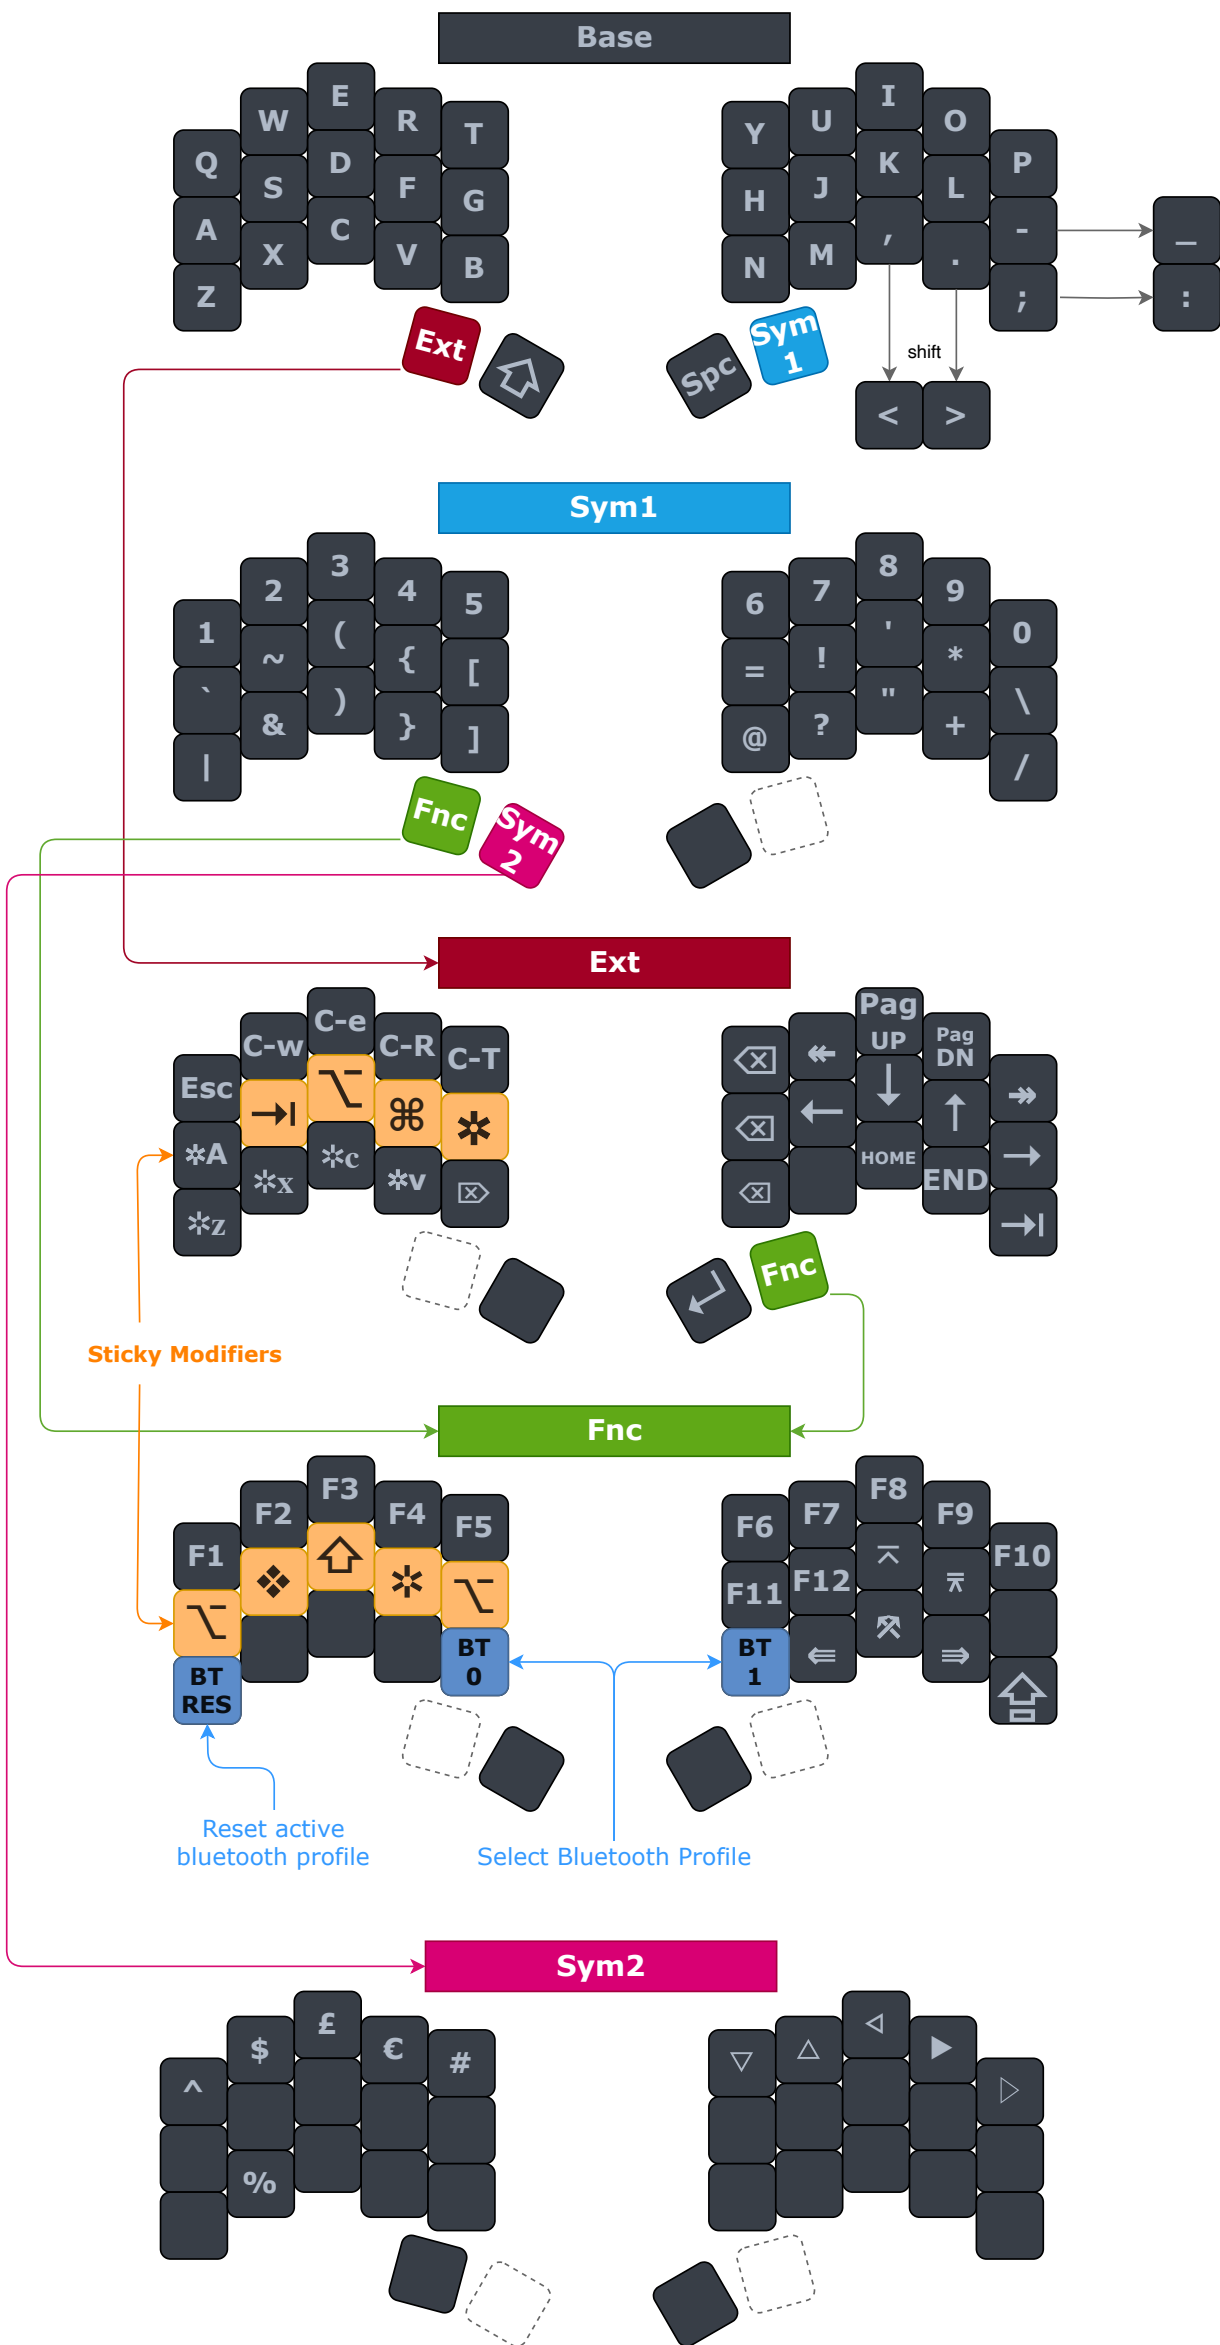 Base
Q W E R T Y U I O P
A S D F G H J K L - _
Z X C V B N M , . ; :
Ext Spc Sym
1
shift
< >
Sym1
1 2 3 4 5 6 7 8 9 0
` ~ ( { [ = ! ' * \
| & ) } ] @ ? " + /
Fnc Sym
2
Ext
Esc C-w C-e C-R C-T Pag
UP Pag
DN
✲A
✲z ✲x ✲c ✲v HOME END
Fnc
Sticky Modifiers
Fnc
F1 F2 F3 F4 F5 F6 F7 F8 F9 F10
F11 F12
BT
RES
BT
0
BT
1
Reset active
bluetooth profile
Select Bluetooth Profile
Sym2
^ $ £ € #
%